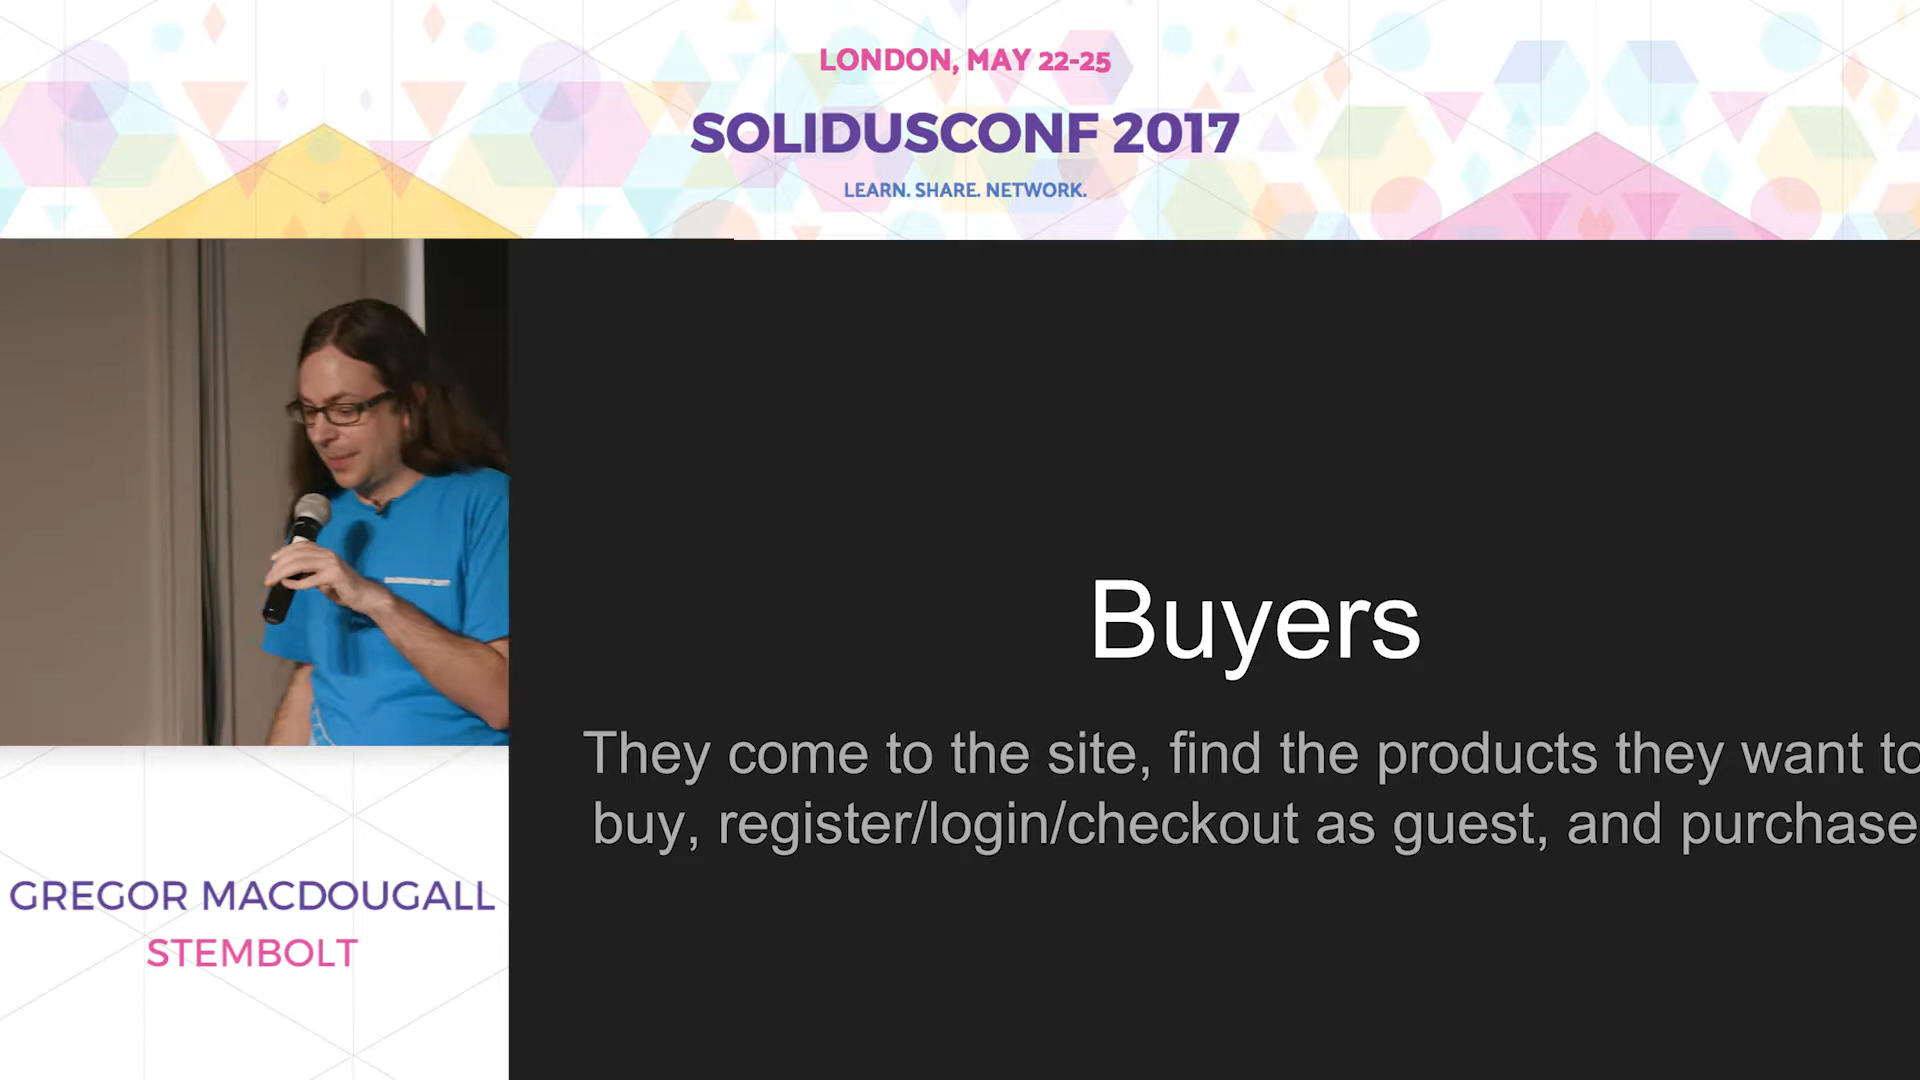 LONDON, MAY 22-25
SOLIDUSCONF 2017
LEARN. SHARE. NETWORK.
Buyers
They come to the site, find the products they want to
buy, register/login/checkout as guest, and purchase
GREGOR MACDOUGALL
STEMBOLT